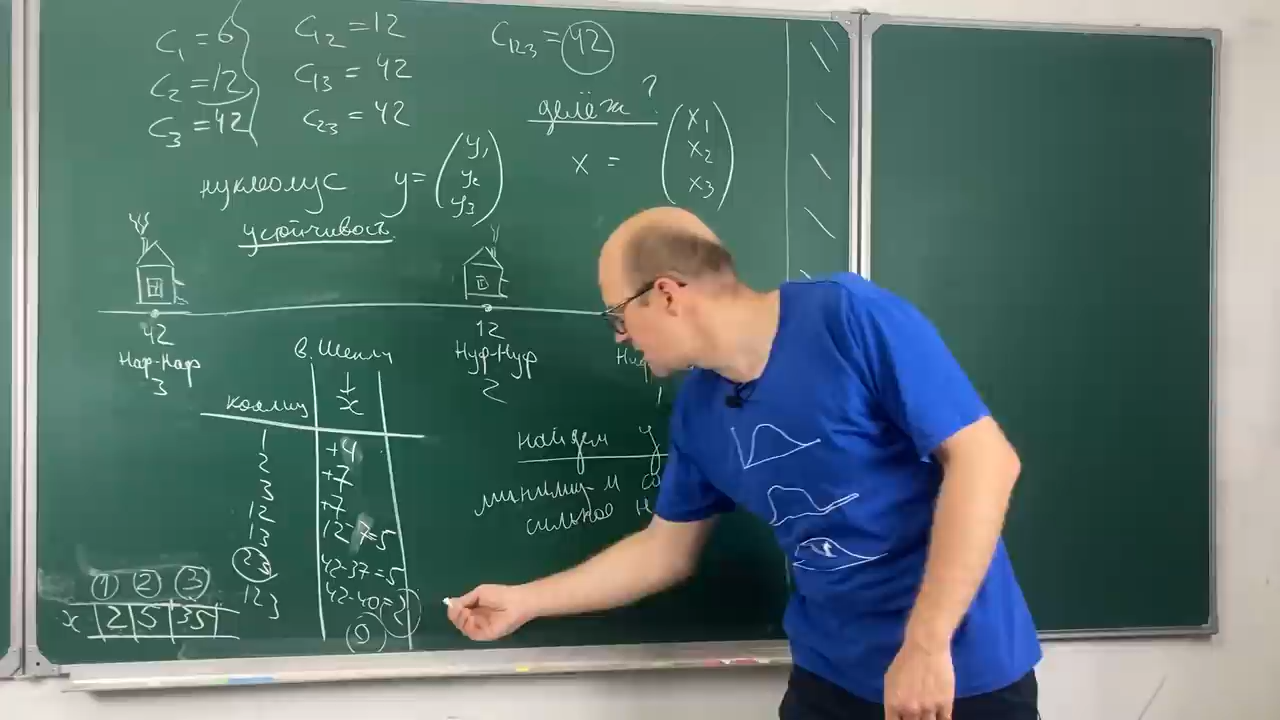 C₁ = 6 C₁₂ = 12 C₁₂₃ = 42
C₂ = 12 C₁₃ = 42
C₃ = 42 C₂₃ = 42
делёж ?
x = (x₁ x₂ x₃)
нуклеолус y = (y₁ y₂ y₃)
устойчивость
42 12
Наф-Наф Нуф-Нуф
3 2 1
в. Шепли
коалиц x
1 +4
2 +7
3 +7
12 12-7=5
13 42-37=5
23 42-40=2
123 0
найдем y
сильное н
1 2 3
x 2 5 35